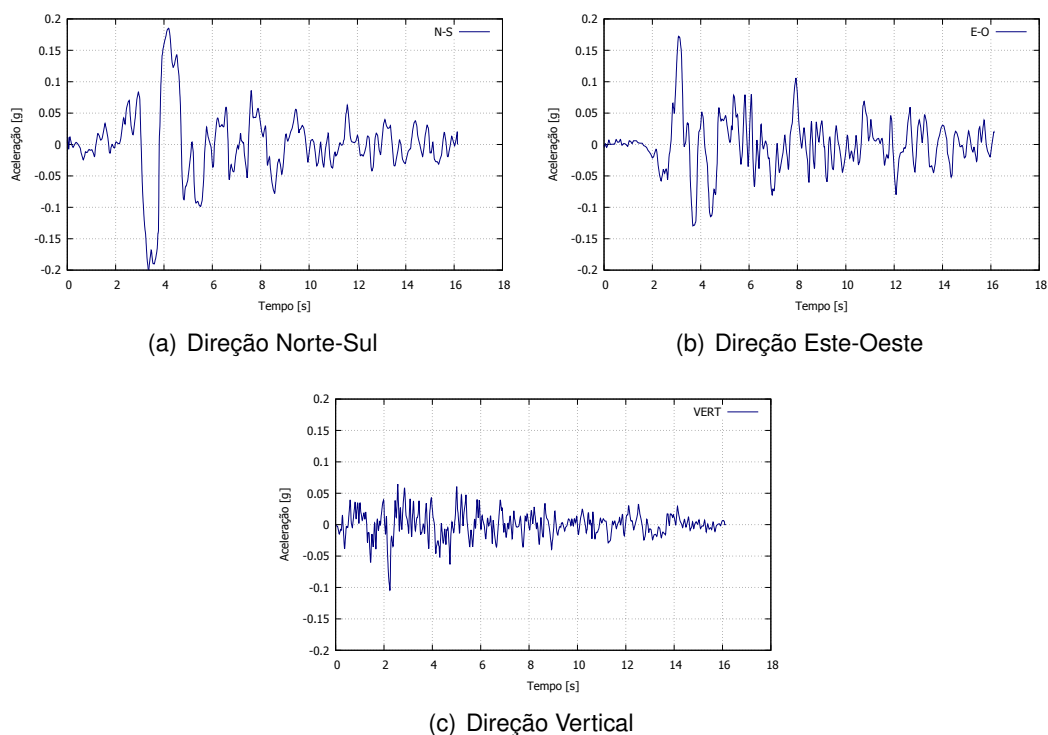 0.2
0.15
0.1
0.05
0
-0.05
-0.1
-0.15
-0.2
Aceleração [g]
N-S
0 2 4 6 8 10 12 14 16 18
Tempo [s]
(a) Direção Norte-Sul
0.2
0.15
0.1
0.05
0
-0.05
-0.1
-0.15
-0.2
Aceleração [g]
E-O
0 2 4 6 8 10 12 14 16 18
Tempo [s]
(b) Direção Este-Oeste
0.2
0.15
0.1
0.05
0
-0.05
-0.1
-0.15
-0.2
Aceleração [g]
VERT
0 2 4 6 8 10 12 14 16 18
Tempo [s]
(c) Direção Vertical